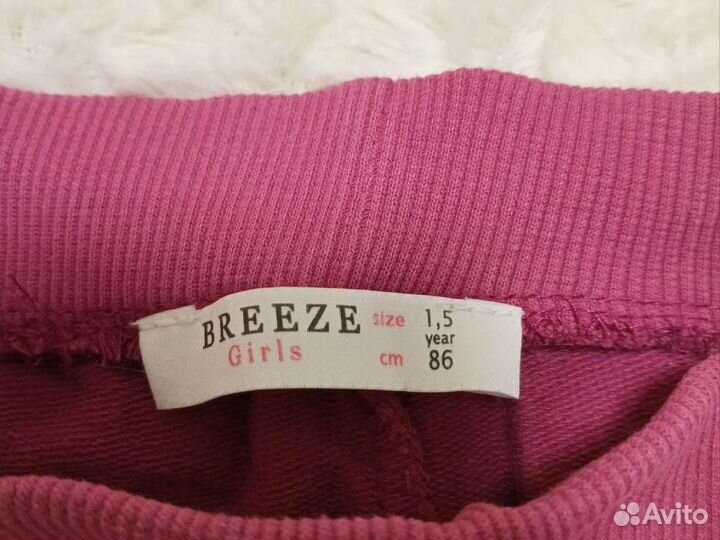 BREEZE size 1,5
year
Girls cm 86
Avito